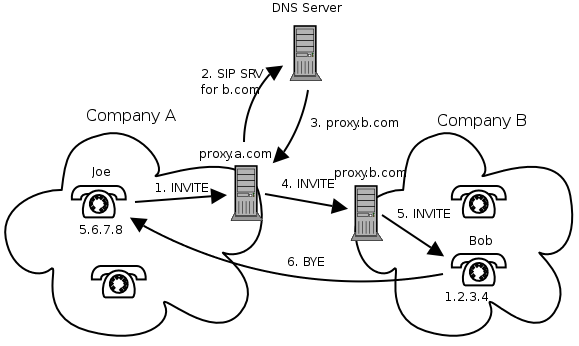 DNS Server
2. SIP SRV
for b.com
Company A
3. proxy.b.com
Company B
proxy.a.com
Joe
proxy.b.com
1. INVITE
4. INVITE
5. INVITE
5.6.7.8
Bob
6. BYE
1.2.3.4